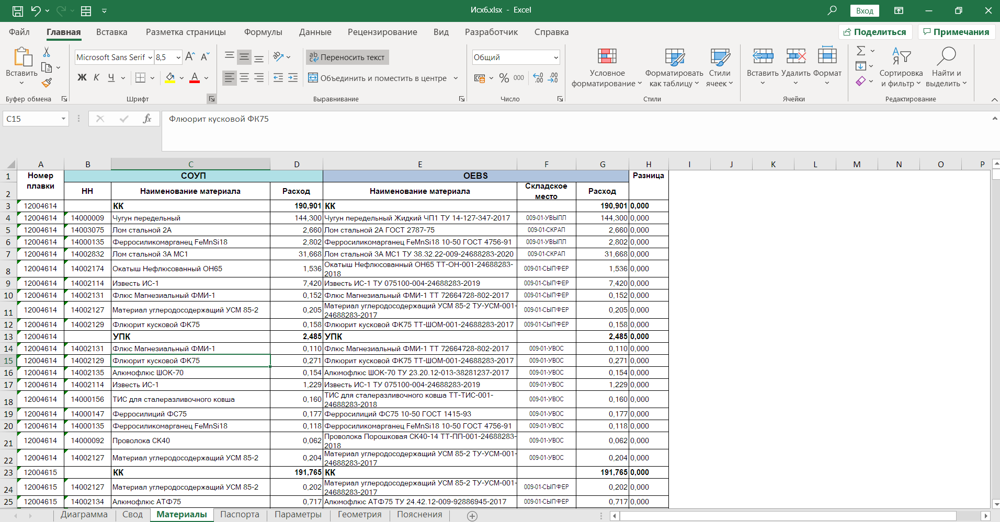 Исх6.xlsx - Excel
Вход
Файл Главная Вставка Разметка страницы Формулы Данные Рецензирование Вид Разработчик Справка Поделиться Примечания
Вставить
Буфер обмена
Microsoft Sans Serif 8,5
Ж К Ч
Шрифт
Переносить текст
Объединить и поместить в центре
Выравнивание
Общий
% 000
Число
Условное форматирование
Форматировать как таблицу
Стили ячеек
Стили
Вставить Удалить Формат
Ячейки
Сортировка и фильтр
Найти и выделить
Редактирование
C15 fx Флюорит кусковой ФК75
A B C D E F G H I J K L M N O P
1 Номер плавки СОУП OEBS Разница
2 НН Наименование материала Расход Наименование материала Складское место Расход
3 12004614 КК 190,901 КК 190,901 0,000
4 12004614 14000009 Чугун передельный 144,300 Чугун передельный Жидкий ЧП1 ТУ 14-127-347-2017 009-01-УВЫПЛ 144,300 0,000
5 12004614 14003075 Лом стальной 2А 2,660 Лом стальной 2А ГОСТ 2787-75 009-01-СКРАП 2,660 0,000
6 12004614 14000135 Ферросиликомарганец FeMnSi18 2,802 Ферросиликомарганец FeMnSi18 10-50 ГОСТ 4756-91 009-01-УВЫПЛ 2,802 0,000
7 12004614 14002832 Лом стальной 3А МС1 31,668 Лом стальной 3А МС1 ТУ 38.32.22-009-24688283-2020 009-01-СКРАП 31,668 0,000
8 12004614 14002174 Окатыш Нефлюсованный ОН65 1,536 Окатыш Нефлюсованный ОН65 ТТ-ОН-001-24688283-2018 009-01-СЫПФЕР 1,536 0,000
9 12004614 14002114 Известь ИС-1 7,420 Известь ИС-1 ТУ 075100-004-24688283-2019 009-01-СЫПФЕР 7,420 0,000
10 12004614 14002131 Флюс Магнезиальный ФМИ-1 0,152 Флюс Магнезиальный ФМИ-1 ТТ 72664728-802-2017 009-01-СЫПФЕР 0,152 0,000
11 12004614 14002127 Материал углеродосодержащий УСМ 85-2 0,205 Материал углеродосодержащий УСМ 85-2 ТУ-УСМ-001-24688283-2017 009-01-СЫПФЕР 0,205 0,000
12 12004614 14002129 Флюорит кусковой ФК75 0,158 Флюорит кусковой ФК75 ТТ-ШОМ-001-24688283-2017 009-01-СЫПФЕР 0,158 0,000
13 12004614 УПК 2,485 УПК 2,485 0,000
14 12004614 14002131 Флюс Магнезиальный ФМИ-1 0,110 Флюс Магнезиальный ФМИ-1 ТТ 72664728-802-2017 009-01-УВОС 0,110 0,000
15 12004614 14002129 Флюорит кусковой ФК75 0,271 Флюорит кусковой ФК75 ТТ-ШОМ-001-24688283-2017 009-01-УВОС 0,271 0,000
16 12004614 14002135 Алюмофлюс ШОК-70 0,154 Алюмофлюс ШОК-70 ТУ 23.20.12-013-38281237-2017 009-01-УВОС 0,154 0,000
17 12004614 14002114 Известь ИС-1 1,229 Известь ИС-1 ТУ 075100-004-24688283-2019 009-01-УВОС 1,229 0,000
18 12004614 14000156 ТИС для сталеразливочного ковша 0,160 ТИС для сталеразливочного ковша ТТ-ТИС-001-24688283-2018 009-01-УВОС 0,160 0,000
19 12004614 14000147 Ферросилиций ФС75 0,177 Ферросилиций ФС75 10-50 ГОСТ 1415-93 009-01-УВОС 0,177 0,000
20 12004614 14000135 Ферросиликомарганец FeMnSi18 0,118 Ферросиликомарганец FeMnSi18 10-50 ГОСТ 4756-91 009-01-УВОС 0,118 0,000
21 12004614 14000092 Проволока СК40 0,062 Проволока Порошковая СК40-14 ТТ-ПП-001-24688283-2018 009-01-УВОС 0,062 0,000
22 12004614 14002127 Материал углеродосодержащий УСМ 85-2 0,204 Материал углеродосодержащий УСМ 85-2 ТУ-УСМ-001-24688283-2017 009-01-УВОС 0,204 0,000
23 12004615 КК 191,765 КК 191,765 0,000
24 12004615 14002127 Материал углеродосодержащий УСМ 85-2 0,202 Материал углеродосодержащий УСМ 85-2 ТУ-УСМ-001-24688283-2017 009-01-СЫПФЕР 0,202 0,000
25 12004615 14002134 Алюмофлюс АТФ75 0,717 Алюмофлюс АТФ75 ТУ 24.42.12-009-92886945-2017 009-01-СЫПФЕР 0,717 0,000
Диаграмма Свод Материалы Паспорта Параметры Геометрия Пояснения